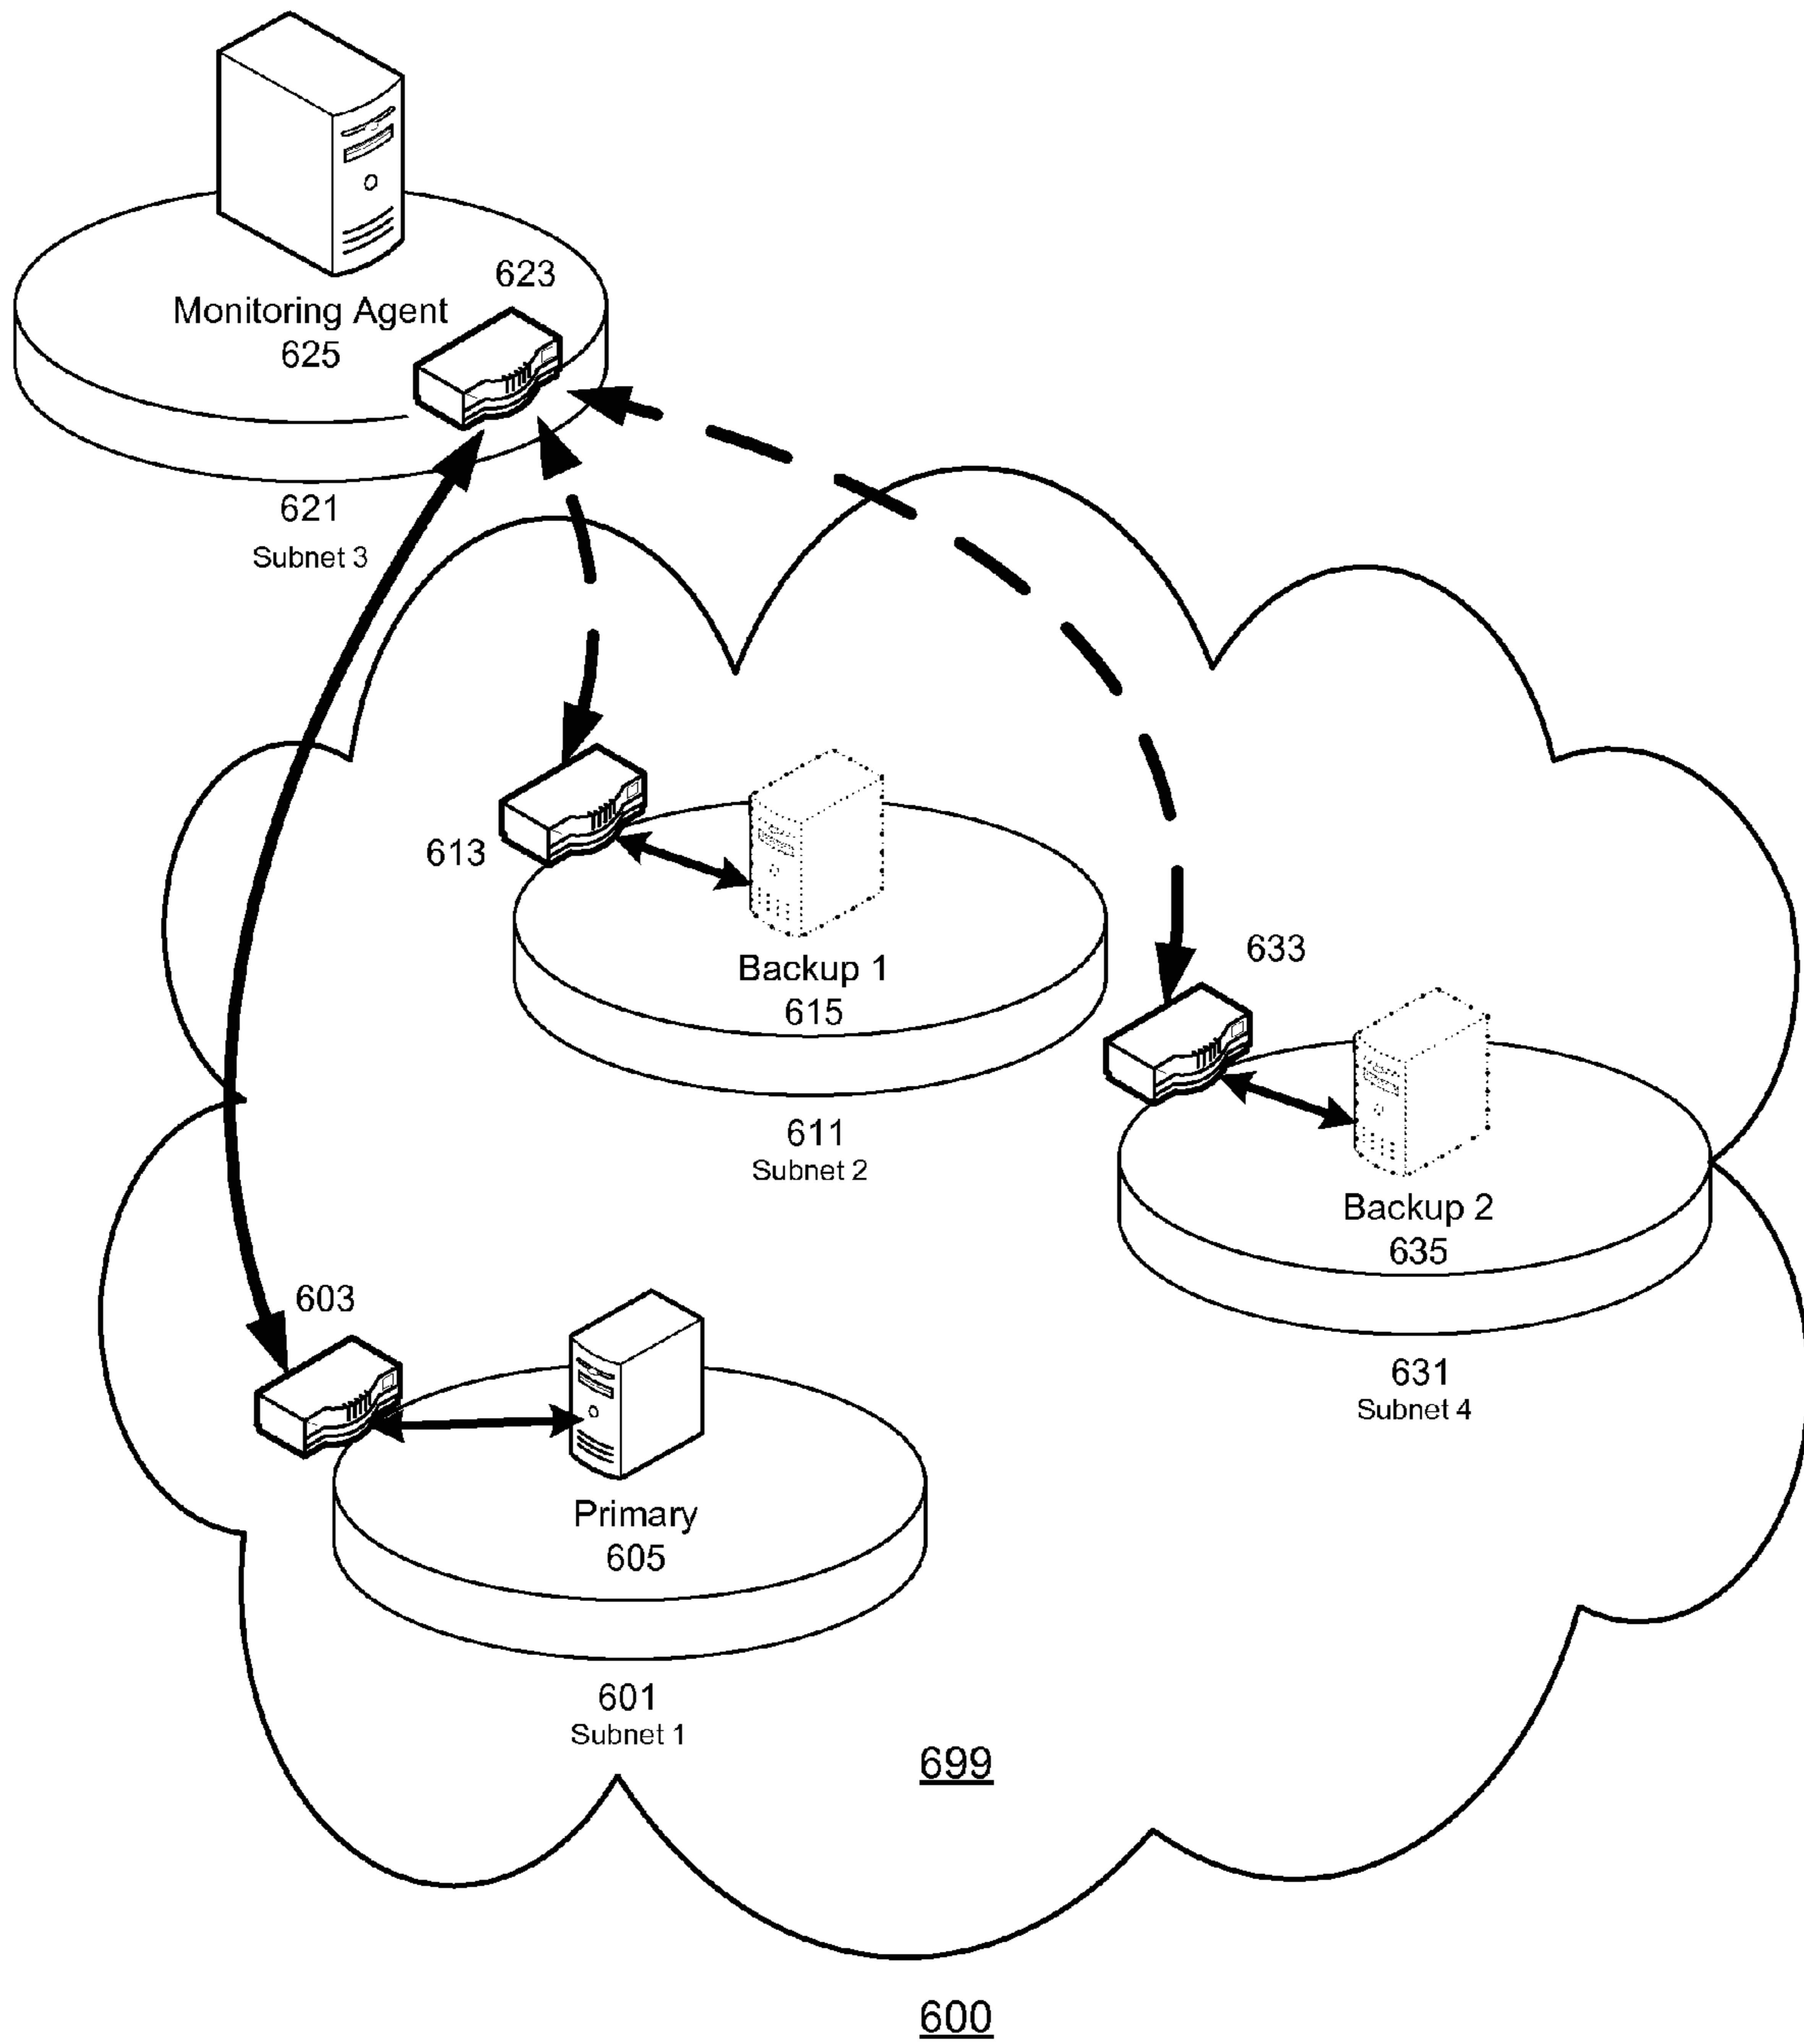 623
Monitoring Agent
625
621
Subnet 3
613
Backup 1
615
633
611
Subnet 2
Backup 2
635
603
631
Subnet 4
Primary
605
601
Subnet 1
699
600